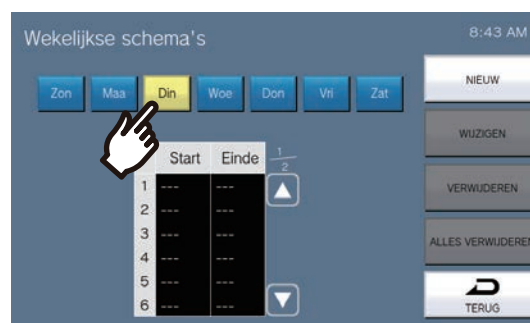 Wekelijkse schema's
8:43 AM
Zon Maa Din Woe Don Vri Zat
NIEUW
WIJZIGEN
VERWIJDEREN
ALLES VERWIJDEREN
TERUG
Start Einde 1/2
1 --- ---
2 --- ---
3 --- ---
4 --- ---
5 --- ---
6 --- ---